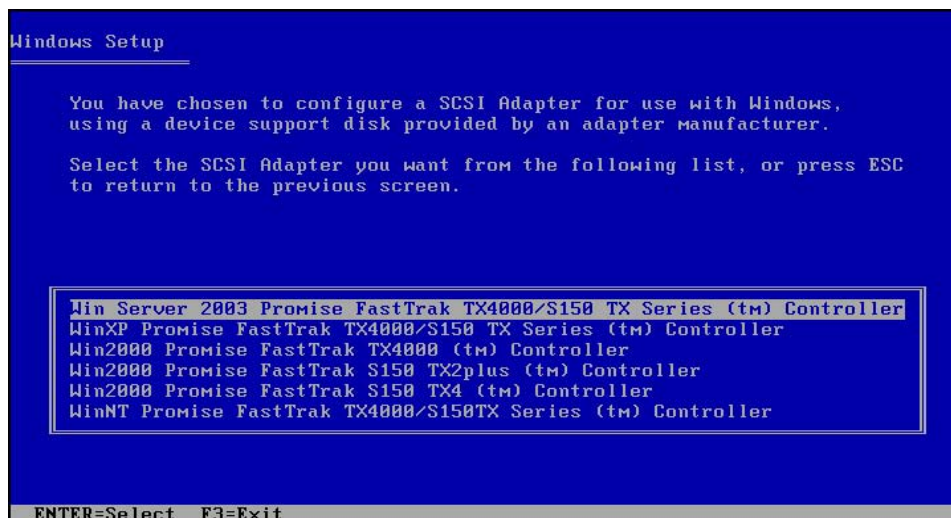 Windows Setup
You have chosen to configure a SCSI Adapter for use with Windows,
using a device support disk provided by an adapter manufacturer.
Select the SCSI Adapter you want from the following list, or press ESC
to return to the previous screen.
Win Server 2003 Promise FastTrak TX4000/S150 TX Series (tm) Controller
WinXP Promise FastTrak TX4000/S150 TX Series (tm) Controller
Win2000 Promise FastTrak TX4000 (tm) Controller
Win2000 Promise FastTrak S150 TX2plus (tm) Controller
Win2000 Promise FastTrak S150 TX4 (tm) Controller
WinNT Promise FastTrak TX4000/S150TX Series (tm) Controller
ENTER=Select F3=Exit